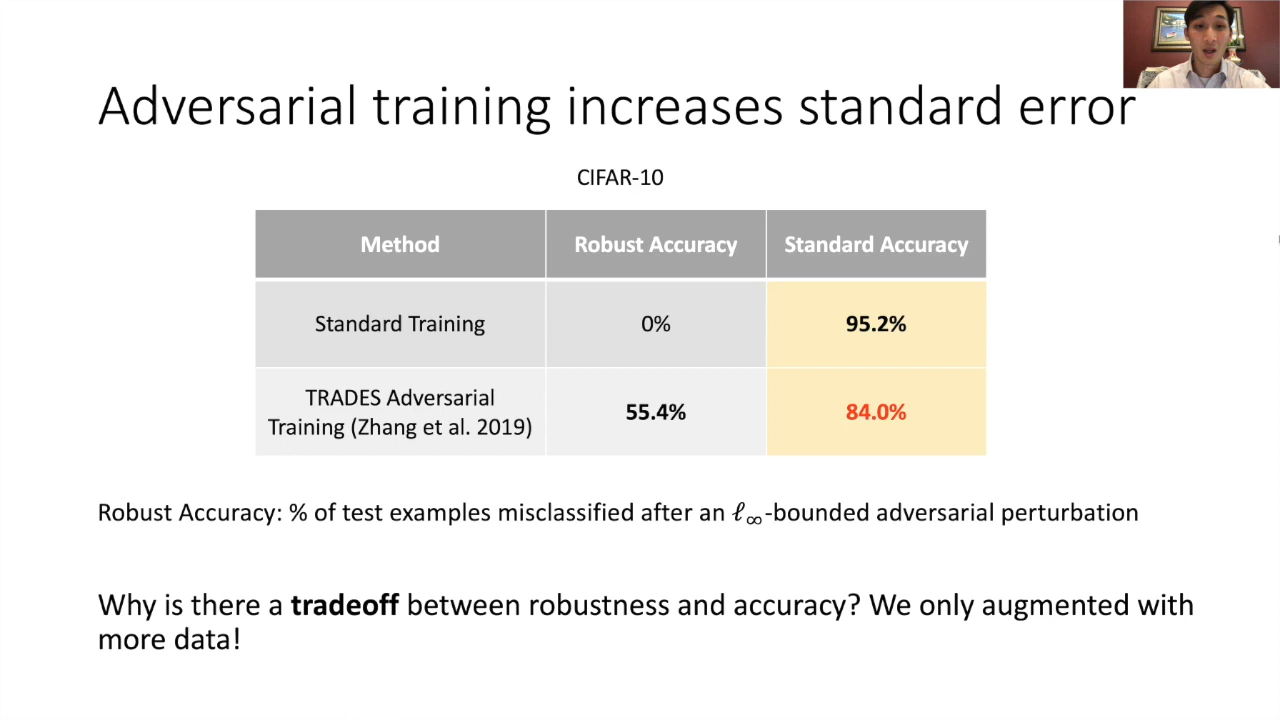 Adversarial training increases standard error
CIFAR-10
Method Robust Accuracy Standard Accuracy
Standard Training 0% 95.2%
TRADES Adversarial
Training (Zhang et al. 2019) 55.4% 84.0%
Robust Accuracy: % of test examples misclassified after an ℓ∞-bounded adversarial perturbation
Why is there a tradeoff between robustness and accuracy? We only augmented with
more data!